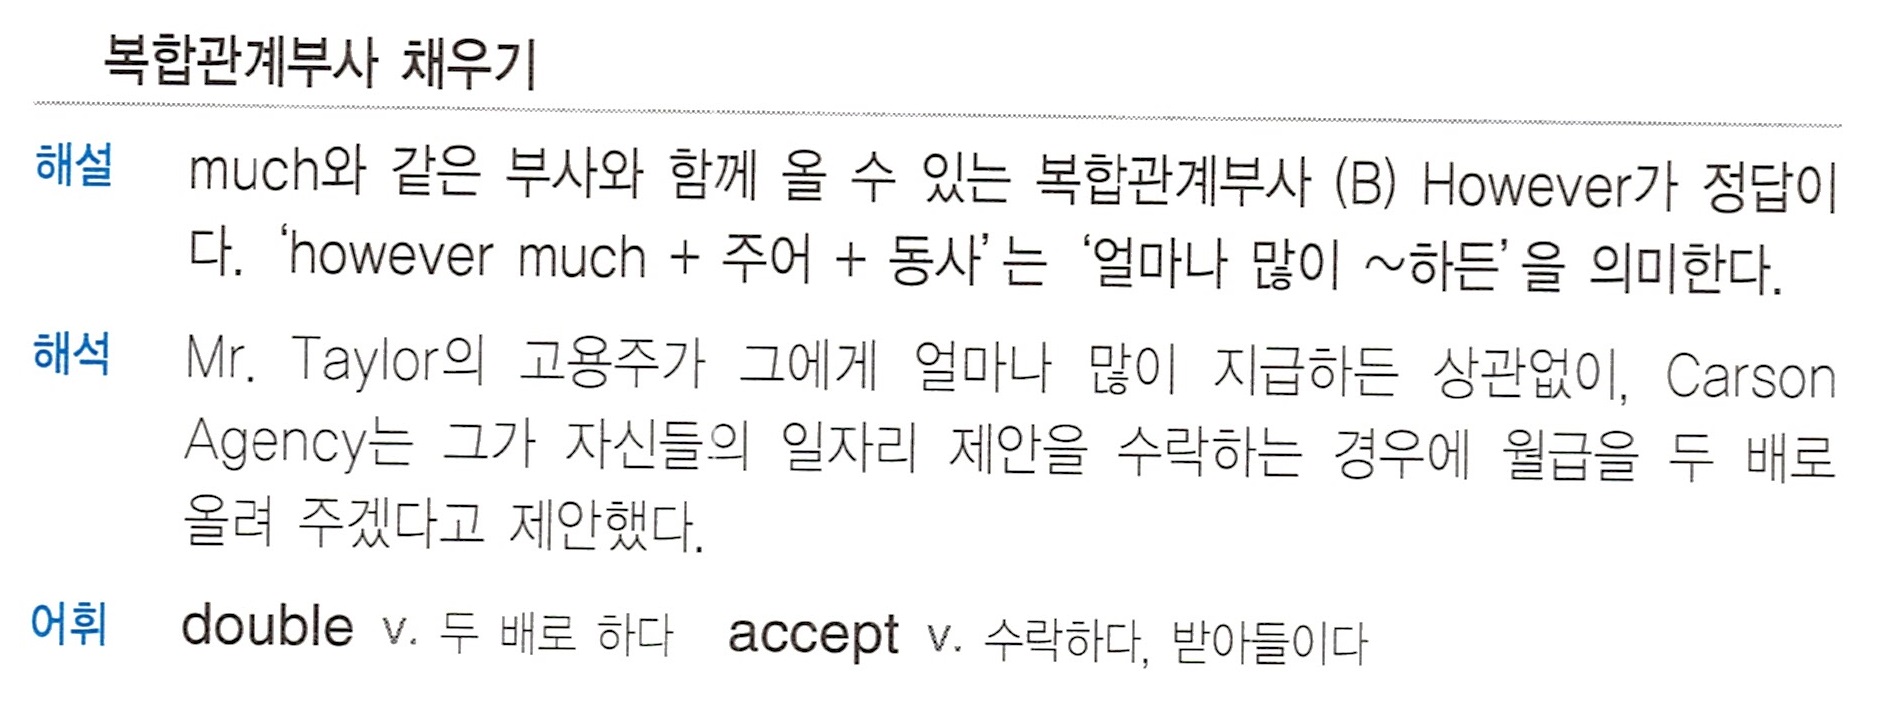 복합관계부사 채우기
해설 much와 같은 부사와 함께 올 수 있는 복합관계부사 (B) However가 정답이
다. ‘however much + 주어 + 동사’는 ‘얼마나 많이 ~하든’을 의미한다.
해석 Mr. Taylor의 고용주가 그에게 얼마나 많이 지급하든 상관없이, Carson
Agency는 그가 자신들의 일자리 제안을 수락하는 경우에 월급을 두 배로
올려 주겠다고 제안했다.
어휘 double v. 두 배로 하다 accept v. 수락하다, 받아들이다